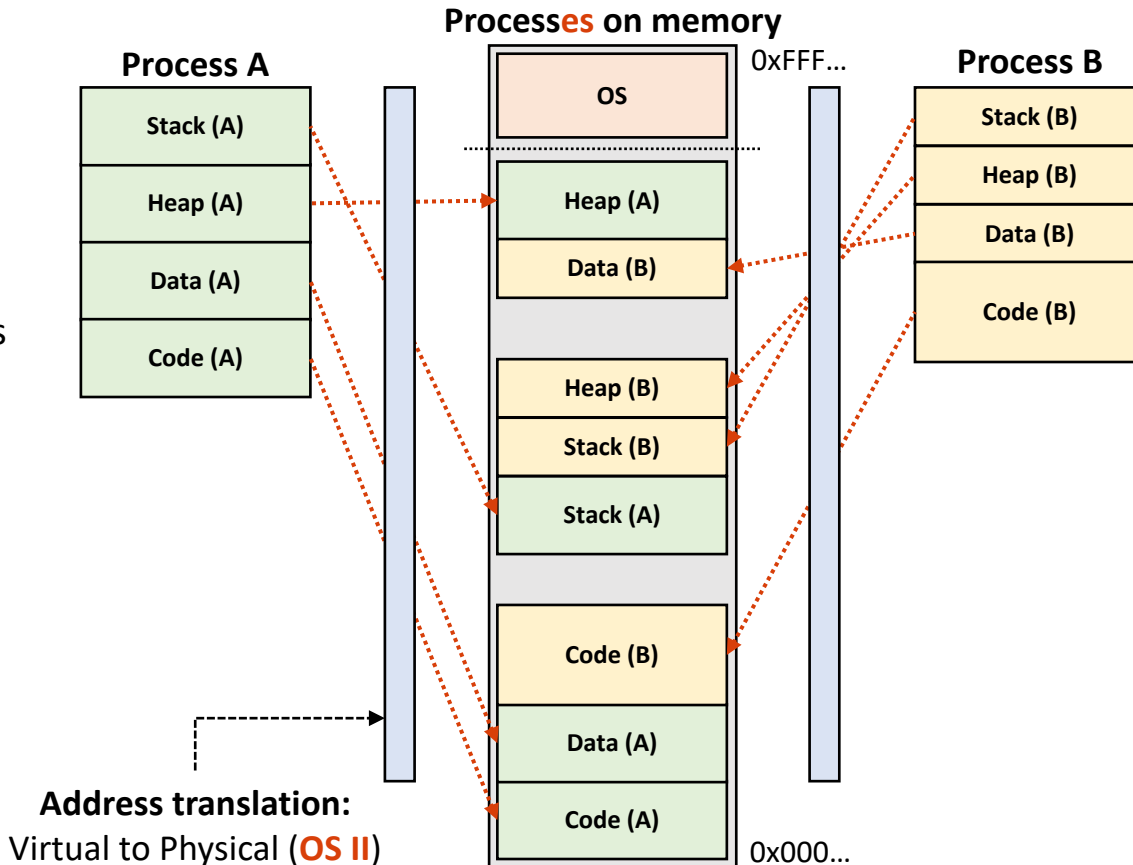 Processes on memory
Process A
Stack (A)
Heap (A)
Data (A)
Code (A)
s
0xFFF...
OS
Heap (A)
Data (B)
Heap (B)
Stack (B)
Stack (A)
Code (B)
Data (A)
Code (A)
0x000...
Process B
Stack (B)
Heap (B)
Data (B)
Code (B)
Address translation:
Virtual to Physical (OS II)